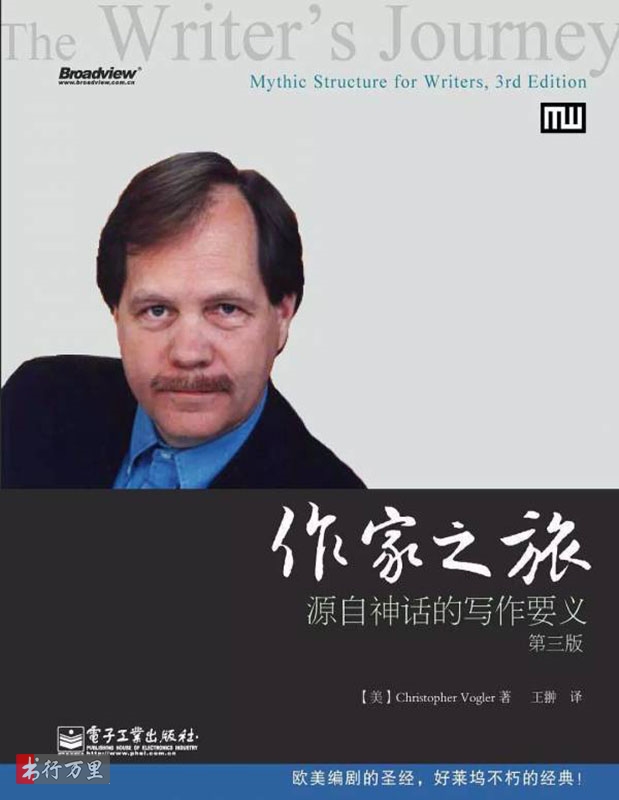 The Writer's Journey
Broadview®
www.broadview.com.cn
Mythic Structure for Writers, 3rd Edition
作家之旅
源自神话的写作要义
第三版
【美】Christopher Vogler 著 王翀 译
電子工業出版社
PUBLISHING HOUSE OF ELECTRONICS INDUSTRY
http://www.phei.com.cn
书行万里
欧美编剧的圣经，好莱坞不朽的经典！